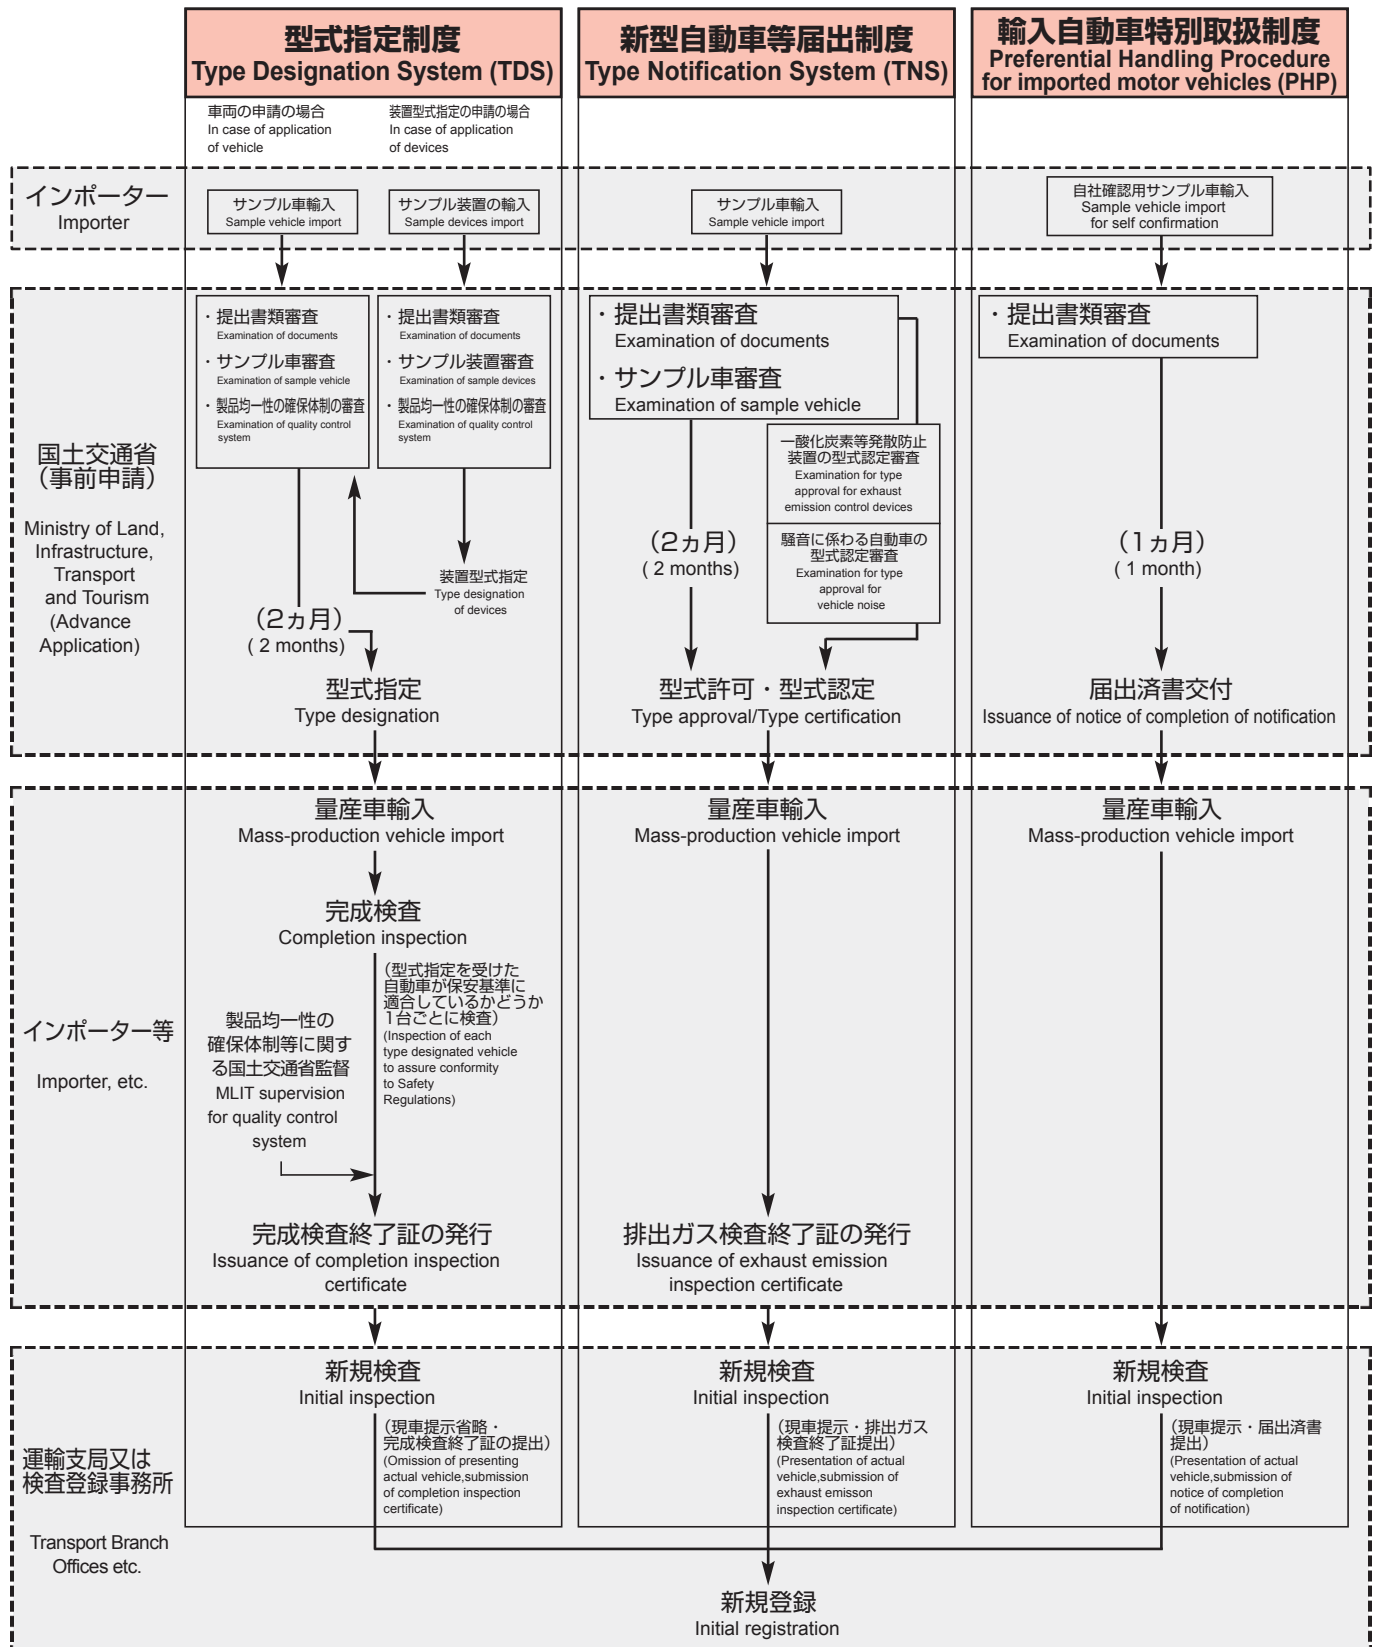 型式指定制度
Type Designation System (TDS)
新型自動車等届出制度
Type Notification System (TNS)
輸入自動車特別取扱制度
Preferential Handling Procedure
for imported motor vehicles (PHP)
車両の申請の場合
In case of application
of vehicle
装置型式指定の申請の場合
In case of application
of devices
インポーター
Importer
サンプル車輸入
Sample vehicle import
サンプル装置の輸入
Sample devices import
サンプル車輸入
Sample vehicle import
自社確認用サンプル車輸入
Sample vehicle import
for self confirmation
国土交通省
（事前申請）
Ministry of Land,
Infrastructure,
Transport
and Tourism
(Advance
Application)
・提出書類審査
Examination of documents
・サンプル車審査
Examination of sample vehicle
・製品均一性の確保体制の審査
Examination of quality control
system
・提出書類審査
Examination of documents
・サンプル装置審査
Examination of sample devices
・製品均一性の確保体制の審査
Examination of quality control
system
装置型式指定
Type designation
of devices
（2ヵ月）
( 2 months)
型式指定
Type designation
・提出書類審査
Examination of documents
・サンプル車審査
Examination of sample vehicle
一酸化炭素等発散防止
装置の型式認定審査
Examination for type
approval for exhaust
emission control devices
騒音に係わる自動車の
型式認定審査
Examination for type
approval for
vehicle noise
（2ヵ月）
( 2 months)
型式許可・型式認定
Type approval/Type certification
・提出書類審査
Examination of documents
（1ヵ月）
( 1 month)
届出済書交付
Issuance of notice of completion of notification
インポーター等
Importer, etc.
量産車輸入
Mass-production vehicle import
完成検査
Completion inspection
（型式指定を受けた
自動車が保安基準に
適合しているかどうか
1台ごとに検査）
(Inspection of each
type designated vehicle
to assure conformity
to Safety
Regulations)
製品均一性の
確保体制等に関す
る国土交通省監督
MLIT supervision
for quality control
system
完成検査終了証の発行
Issuance of completion inspection
certificate
量産車輸入
Mass-production vehicle import
排出ガス検査終了証の発行
Issuance of exhaust emission
inspection certificate
量産車輸入
Mass-production vehicle import
運輸支局又は
検査登録事務所
Transport Branch
Offices etc.
新規検査
Initial inspection
（現車提示省略・
完成検査終了証の提出）
(Omission of presenting
actual vehicle,submission
of completion inspection
certificate)
新規検査
Initial inspection
（現車提示・排出ガス
検査終了証提出）
(Presentation of actual
vehicle,submission of
exhaust emisson
inspection certificate)
新規検査
Initial inspection
（現車提示・届出済書
提出）
(Presentation of actual
vehicle,submission of
notice of completion
of notification)
新規登録
Initial registration